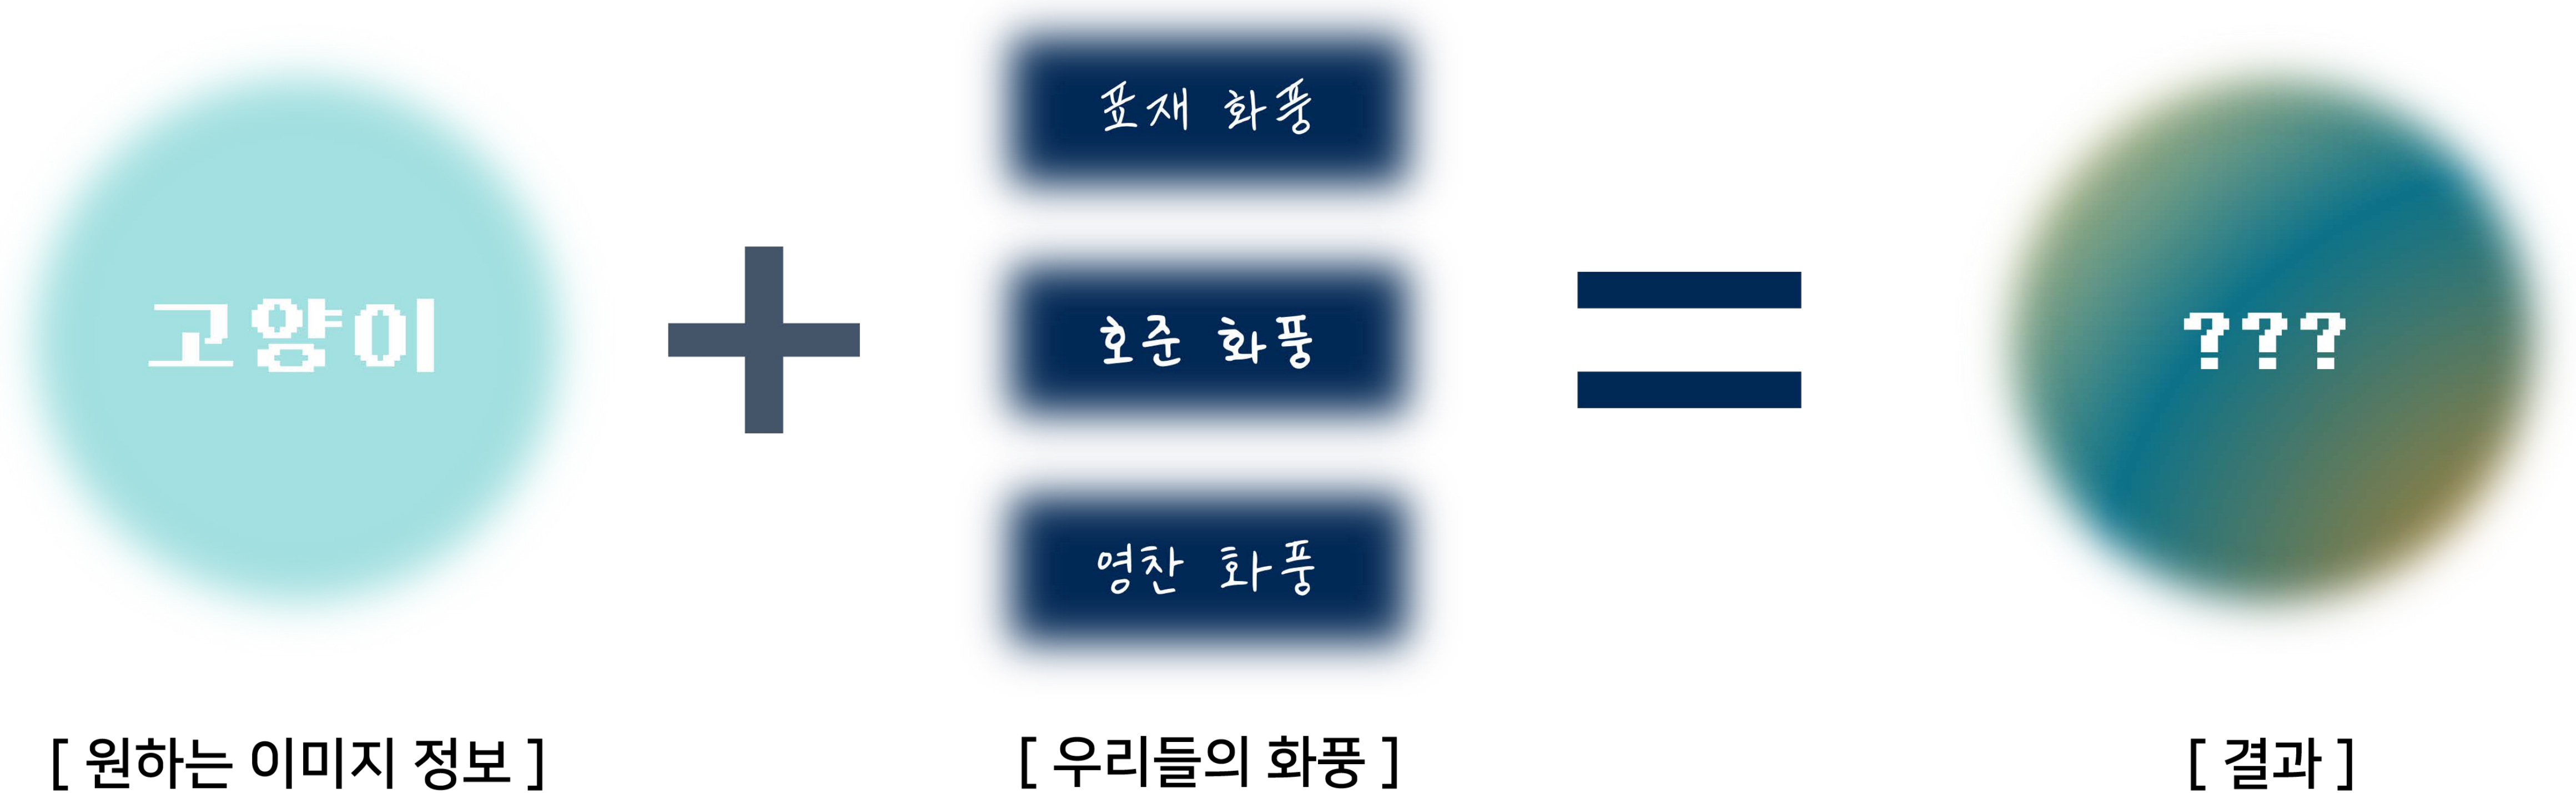 표재 화풍
고양이
+
호준 화풍
=
???
영찬 화풍
[ 원하는 이미지 정보 ]
[ 우리들의 화풍 ]
[ 결과 ]